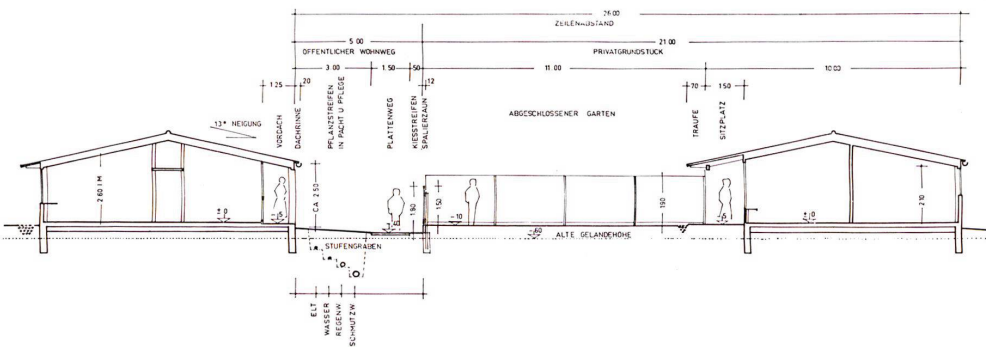 26 00
ZEILENABSTAND
5 00
21 00
ÖFFENTLICHER WOHNWEG
PRIVATGRUNDSTÜCK
3.00
1.50
50
11.00
10 00
1 25
20
12
70
1 50
VORDACH
DACHRINNE
PFLANZSTREIFEN
IN PACHT U PFLEGE
PLATTENWEG
KIESSTREIFEN
SPALIERZAUN
ABGESCHLOSSENER GARTEN
TRAUFE
SITZPLATZ
13° NEIGUNG
2.60 I M
CA 2 50
1.90
1.50
1.90
2.10
± 0
- 5
- 10
- 5
± 0
- 60
ALTE GELÄNDEHÖHE
STUFENGRABEN
ELT
WASSER
REGENW
SCHMUTZW